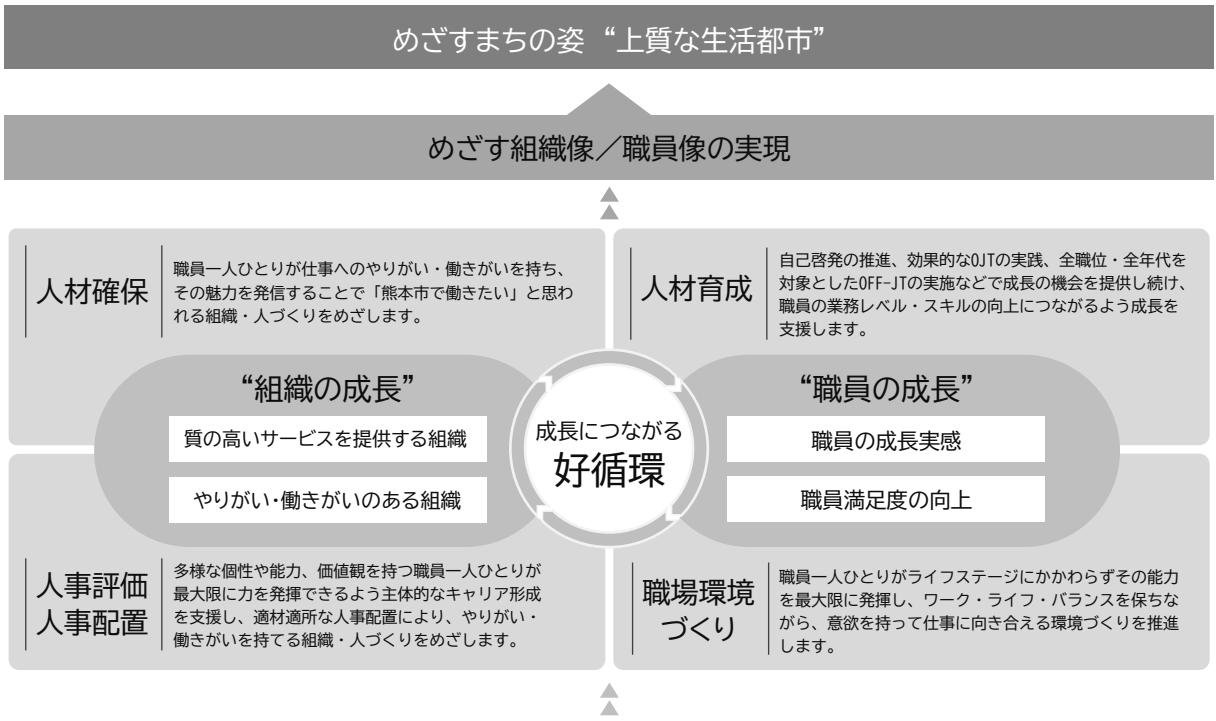 めざすまちの姿 “上質な生活都市”
めざす組織像／職員像の実現
人材確保
職員一人ひとりが仕事へのやりがい・働きがいを持ち、
その魅力を発信することで「熊本市で働きたい」と思わ
れる組織・人づくりをめざします。
人材育成
自己啓発の推進、効果的なOJTの実践、全職位・全年代を
対象としたOFF-JTの実施などで成長の機会を提供し続け、
職員の業務レベル・スキルの向上につながるよう成長を
支援します。
“組織の成長”
質の高いサービスを提供する組織
やりがい・働きがいのある組織
成長につながる
好循環
“職員の成長”
職員の成長実感
職員満足度の向上
人事評価
人事配置
多様な個性や能力、価値観を持つ職員一人ひとりが
最大限に力を発揮できるよう主体的なキャリア形成
を支援し、適材適所な人事配置により、やりがい・
働きがいを持てる組織・人づくりをめざします。
職場環境
づくり
職員一人ひとりがライフステージにかかわらずその能力
を最大限に発揮し、ワーク・ライフ・バランスを保ちな
がら、意欲を持って仕事に向き合える環境づくりを推進
します。